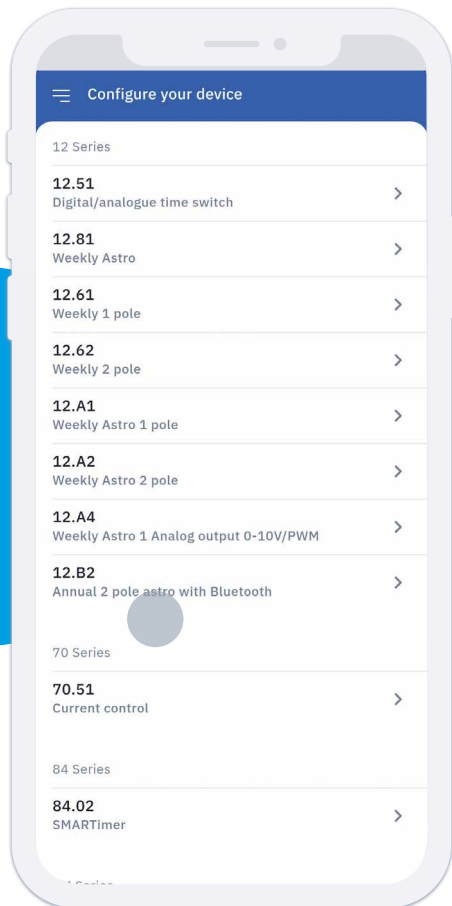 Configure your device
12 Series
12.51
Digital/analogue time switch
12.81
Weekly Astro
12.61
Weekly 1 pole
12.62
Weekly 2 pole
12.A1
Weekly Astro 1 pole
12.A2
Weekly Astro 2 pole
12.A4
Weekly Astro 1 Analog output 0-10V/PWM
12.B2
Annual 2 pole astro with Bluetooth
70 Series
70.51
Current control
84 Series
84.02
SMARTimer
Series